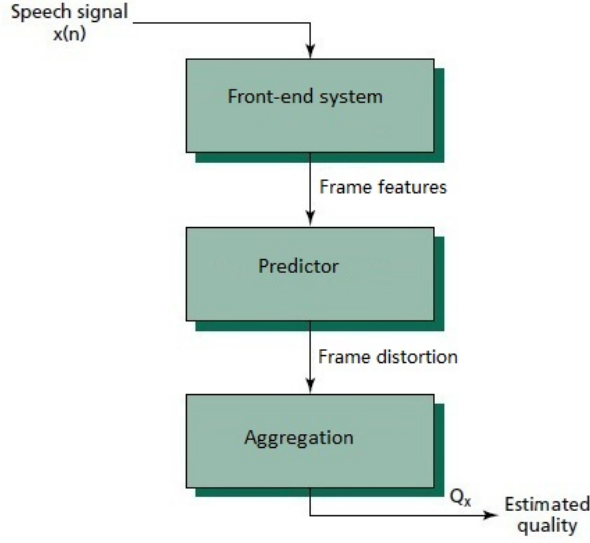 Speech signal
x(n)
Front-end system
Frame features
Predictor
Frame distortion
Aggregation
Qx
Estimated
quality